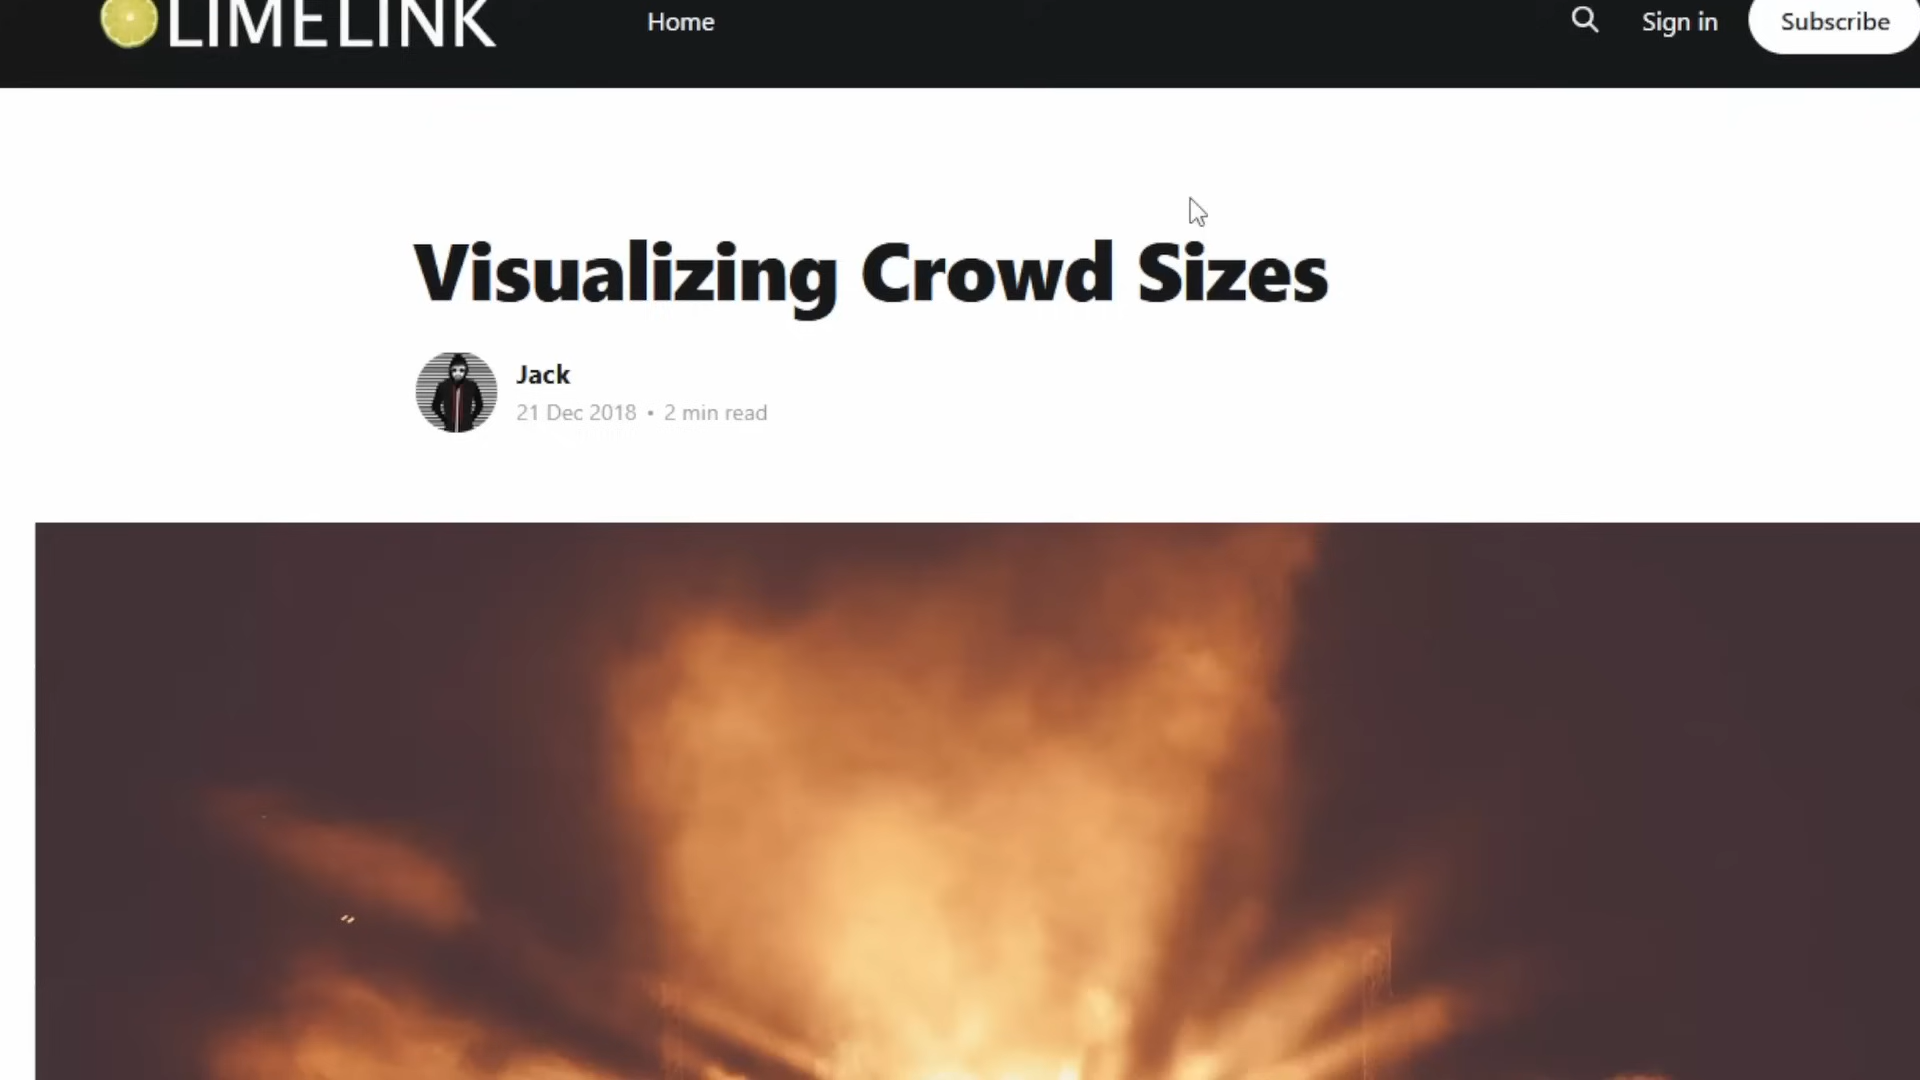 LIMELINK
Home
Sign in
Subscribe
Visualizing Crowd Sizes
Jack
21 Dec 2018 • 2 min read